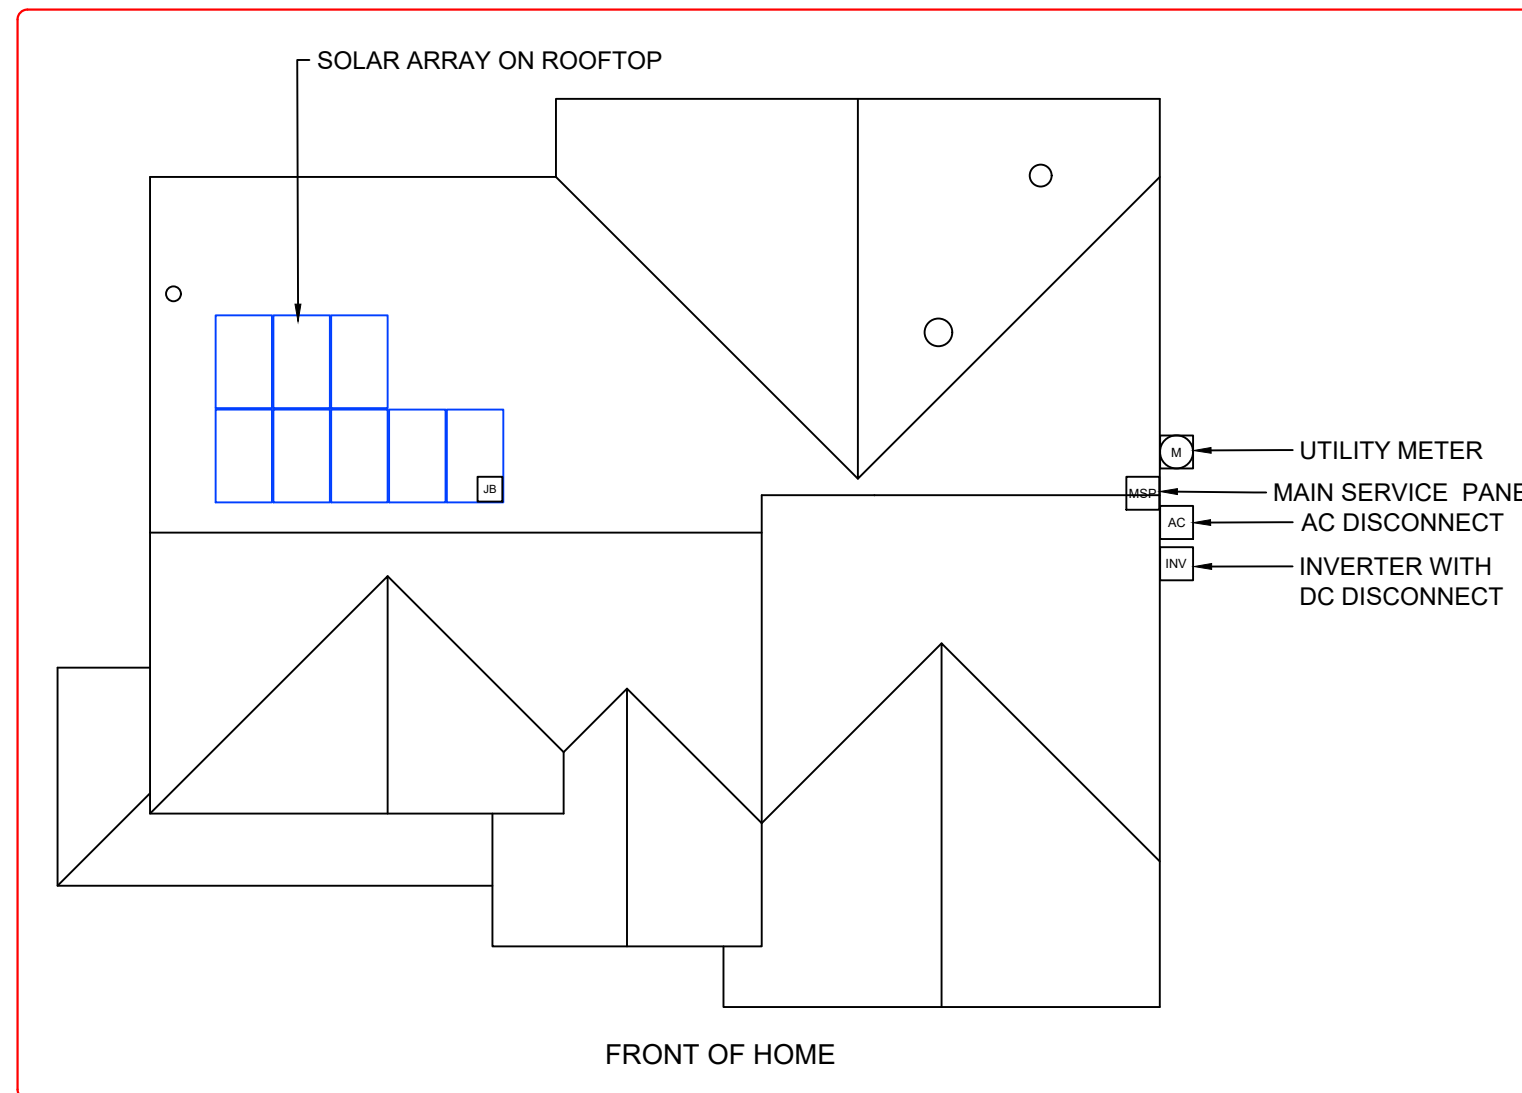 SOLAR ARRAY ON ROOFTOP
JB
M
UTILITY METER
MSP
MAIN SERVICE PANE
AC
AC DISCONNECT
INV
INVERTER WITH
DC DISCONNECT
FRONT OF HOME